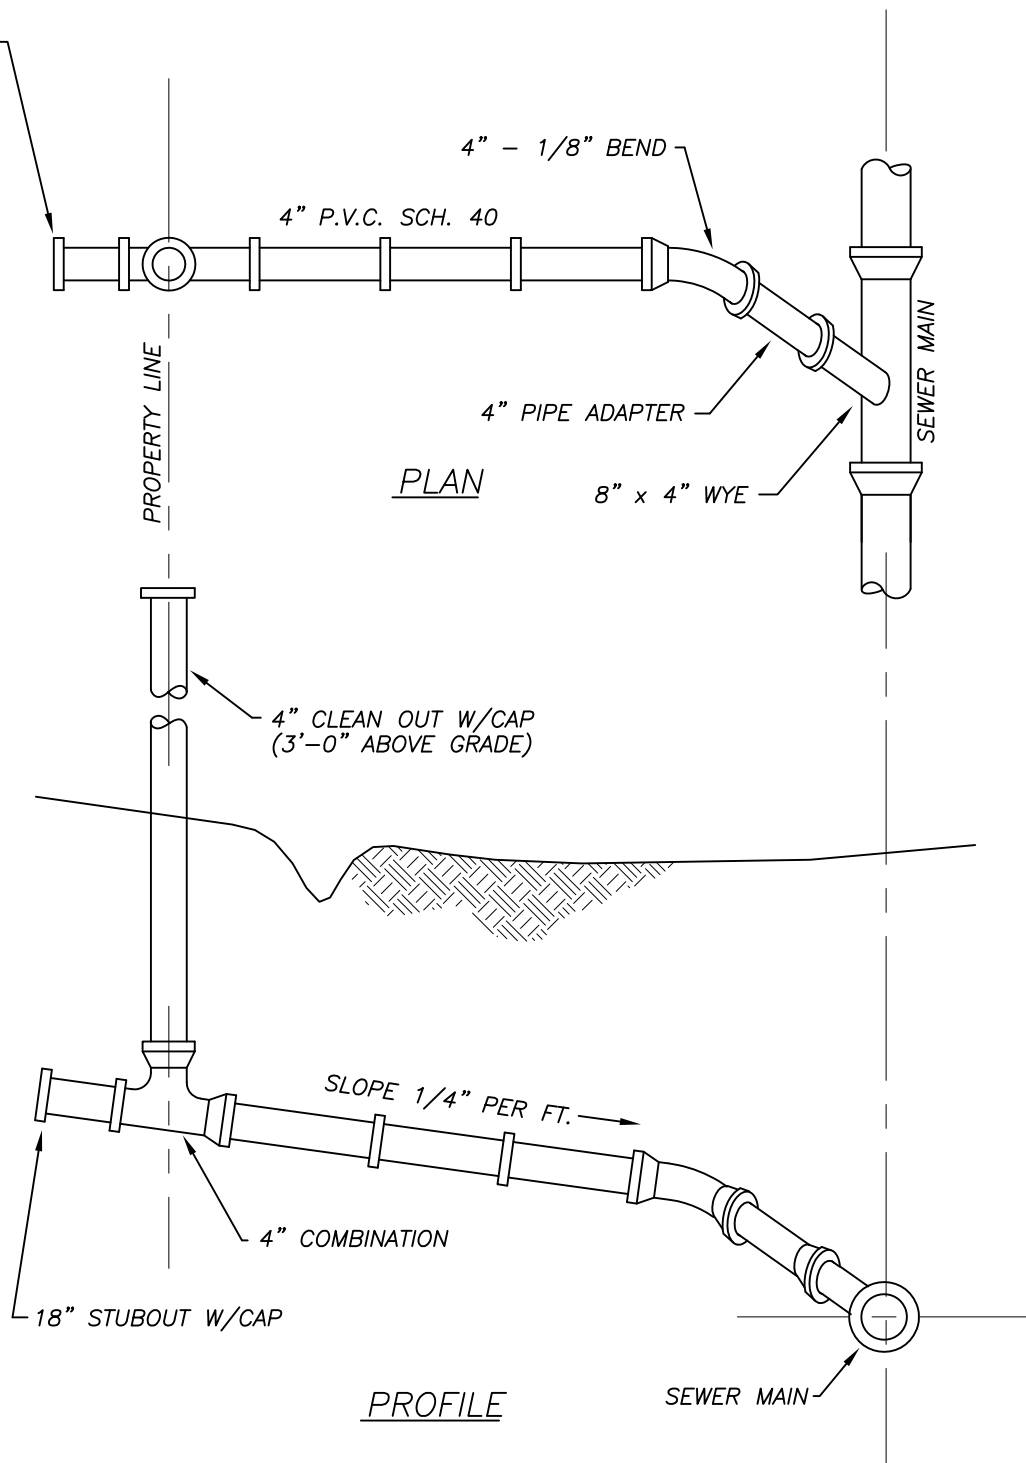 4" - 1/8" BEND
4" P.V.C. SCH. 40
SEWER MAIN
PROPERTY LINE
4" PIPE ADAPTER
PLAN
8" x 4" WYE
4" CLEAN OUT W/CAP
(3'-0" ABOVE GRADE)
SLOPE 1/4" PER FT.
4" COMBINATION
18" STUBOUT W/CAP
SEWER MAIN
PROFILE